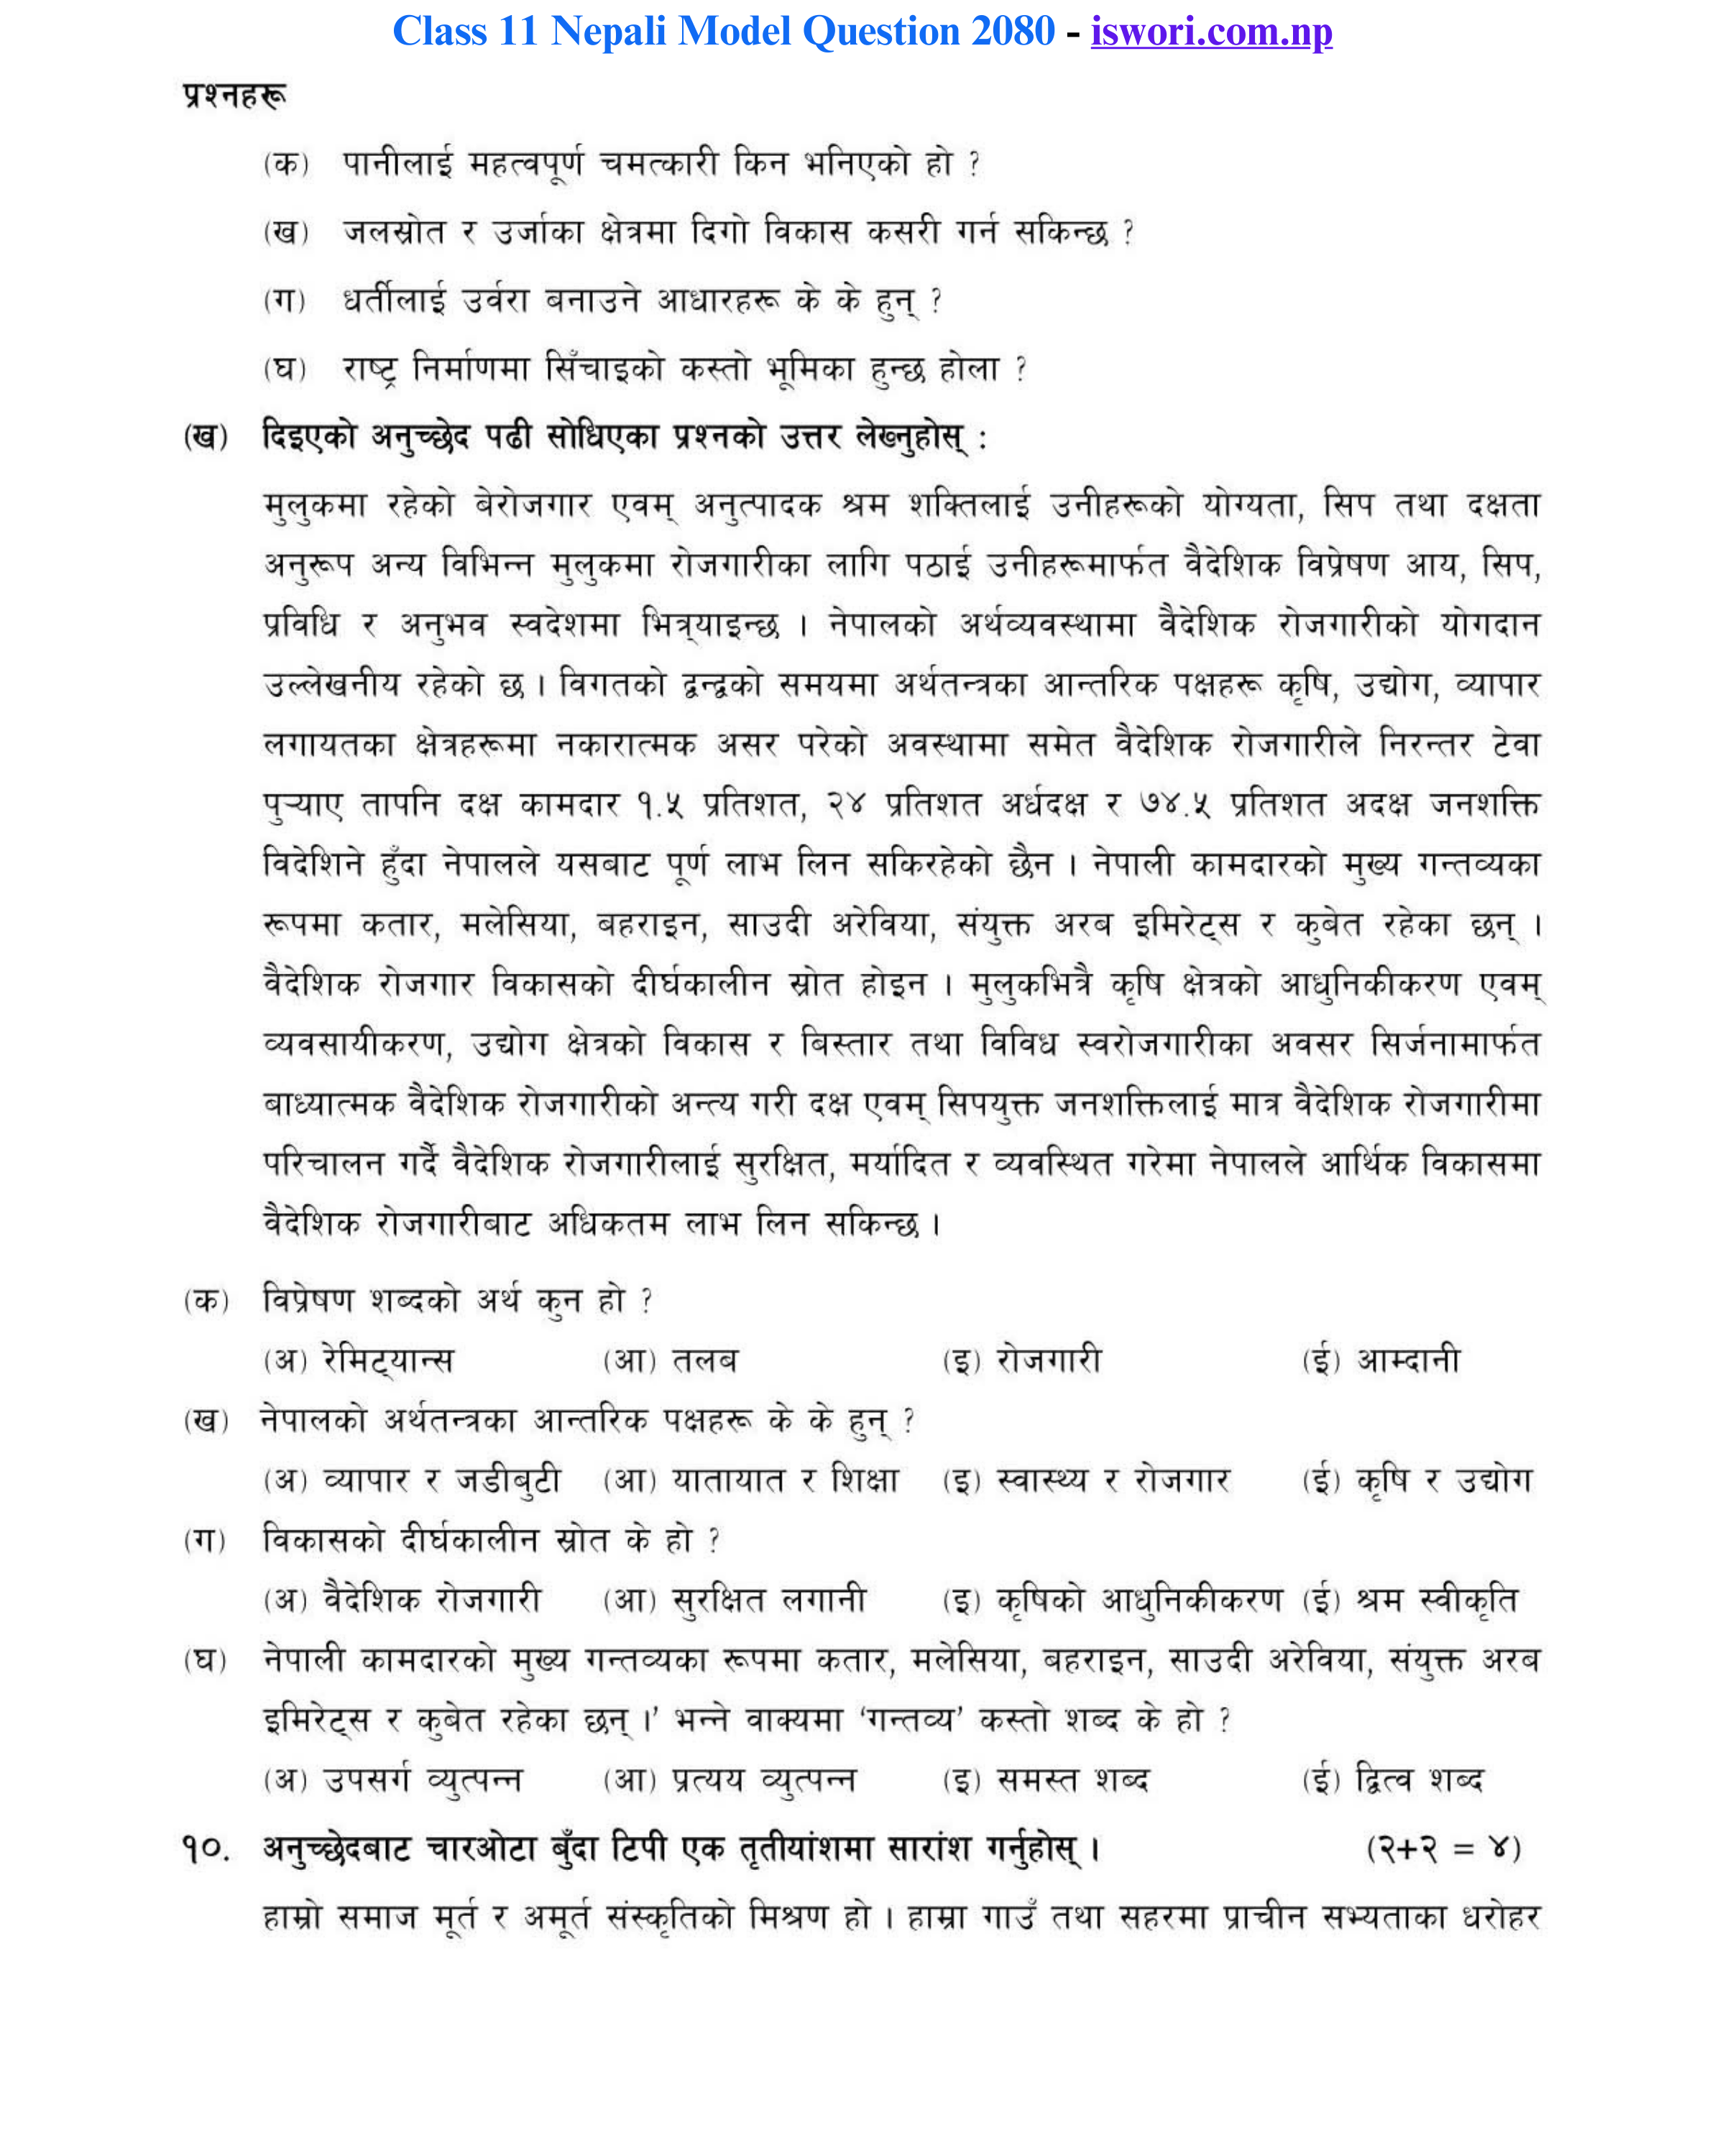 Class 11 Nepali Model Question 2080 - iswori.com.np
प्रश्नहरू
(क) पानीलाई महत्वपूर्ण चमत्कारी किन भनिएको हो ?
(ख) जलस्रोत र उर्जाका क्षेत्रमा दिगो विकास कसरी गर्न सकिन्छ ?
(ग) धर्तीलाई उर्वरा बनाउने आधारहरू के के हुन् ?
(घ) राष्ट्र निर्माणमा सिँचाइको कस्तो भूमिका हुन्छ होला ?
(ख) दिइएको अनुच्छेद पढी सोधिएका प्रश्नको उत्तर लेख्नुहोस् :
मुलुकमा रहेको बेरोजगार एवम् अनुत्पादक श्रम शक्तिलाई उनीहरूको योग्यता, सिप तथा दक्षता
अनुरूप अन्य विभिन्न मुलुकमा रोजगारीका लागि पठाई उनीहरूमार्फत वैदेशिक विप्रेषण आय, सिप,
प्रविधि र अनुभव स्वदेशमा भित्र्याइन्छ । नेपालको अर्थव्यवस्थामा वैदेशिक रोजगारीको योगदान
उल्लेखनीय रहेको छ । विगतको द्वन्द्वको समयमा अर्थतन्त्रका आन्तरिक पक्षहरू कृषि, उद्योग, व्यापार
लगायतका क्षेत्रहरूमा नकारात्मक असर परेको अवस्थामा समेत वैदेशिक रोजगारीले निरन्तर टेवा
पुर्‍याए तापनि दक्ष कामदार १.५ प्रतिशत, २४ प्रतिशत अर्धदक्ष र ७४.५ प्रतिशत अदक्ष जनशक्ति
विदेशिने हुँदा नेपालले यसबाट पूर्ण लाभ लिन सकिरहेको छैन । नेपाली कामदारको मुख्य गन्तव्यका
रूपमा कतार, मलेसिया, बहराइन, साउदी अरेविया, संयुक्त अरब इमिरेट्स र कुबेत रहेका छन् ।
वैदेशिक रोजगार विकासको दीर्घकालीन स्रोत होइन । मुलुकभित्रै कृषि क्षेत्रको आधुनिकीकरण एवम्
व्यवसायीकरण, उद्योग क्षेत्रको विकास र बिस्तार तथा विविध स्वरोजगारीका अवसर सिर्जनामार्फत
बाध्यात्मक वैदेशिक रोजगारीको अन्त्य गरी दक्ष एवम् सिपयुक्त जनशक्तिलाई मात्र वैदेशिक रोजगारीमा
परिचालन गर्दै वैदेशिक रोजगारीलाई सुरक्षित, मर्यादित र व्यवस्थित गरेमा नेपालले आर्थिक विकासमा
वैदेशिक रोजगारीबाट अधिकतम लाभ लिन सकिन्छ ।
(क) विप्रेषण शब्दको अर्थ कुन हो ?
(अ) रेमिट्यान्स (आ) तलब (इ) रोजगारी (ई) आम्दानी
(ख) नेपालको अर्थतन्त्रका आन्तरिक पक्षहरू के के हुन् ?
(अ) व्यापार र जडीबुटी (आ) यातायात र शिक्षा (इ) स्वास्थ्य र रोजगार (ई) कृषि र उद्योग
(ग) विकासको दीर्घकालीन स्रोत के हो ?
(अ) वैदेशिक रोजगारी (आ) सुरक्षित लगानी (इ) कृषिको आधुनिकीकरण (ई) श्रम स्वीकृति
(घ) नेपाली कामदारको मुख्य गन्तव्यका रूपमा कतार, मलेसिया, बहराइन, साउदी अरेविया, संयुक्त अरब
इमिरेट्स र कुबेत रहेका छन् ।’ भन्ने वाक्यमा ‘गन्तव्य’ कस्तो शब्द के हो ?
(अ) उपसर्ग व्युत्पन्न (आ) प्रत्यय व्युत्पन्न (इ) समस्त शब्द (ई) द्वित्व शब्द
१०. अनुच्छेदबाट चारओटा बुँदा टिपी एक तृतीयांशमा सारांश गर्नुहोस् । (२+२ = ४)
हाम्रो समाज मूर्त र अमूर्त संस्कृतिको मिश्रण हो । हाम्रा गाउँ तथा सहरमा प्राचीन सभ्यताका धरोहर